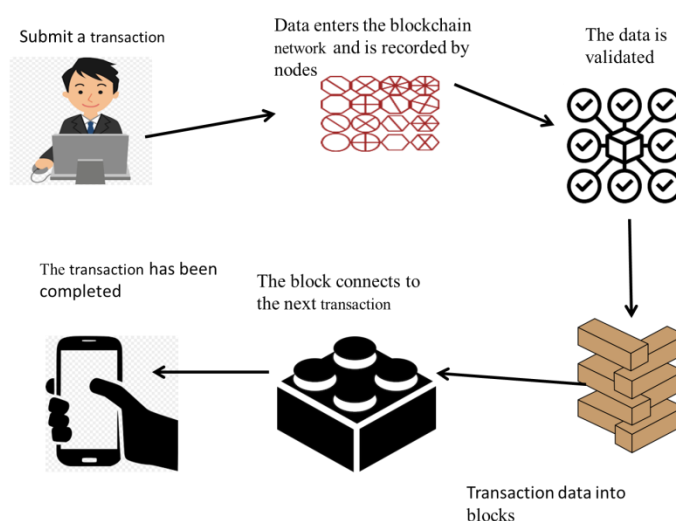 Submit a transaction
Data enters the blockchain
network and is recorded by
nodes
The data is
validated
Transaction data into
blocks
The block connects to
the next transaction
The transaction has been
completed